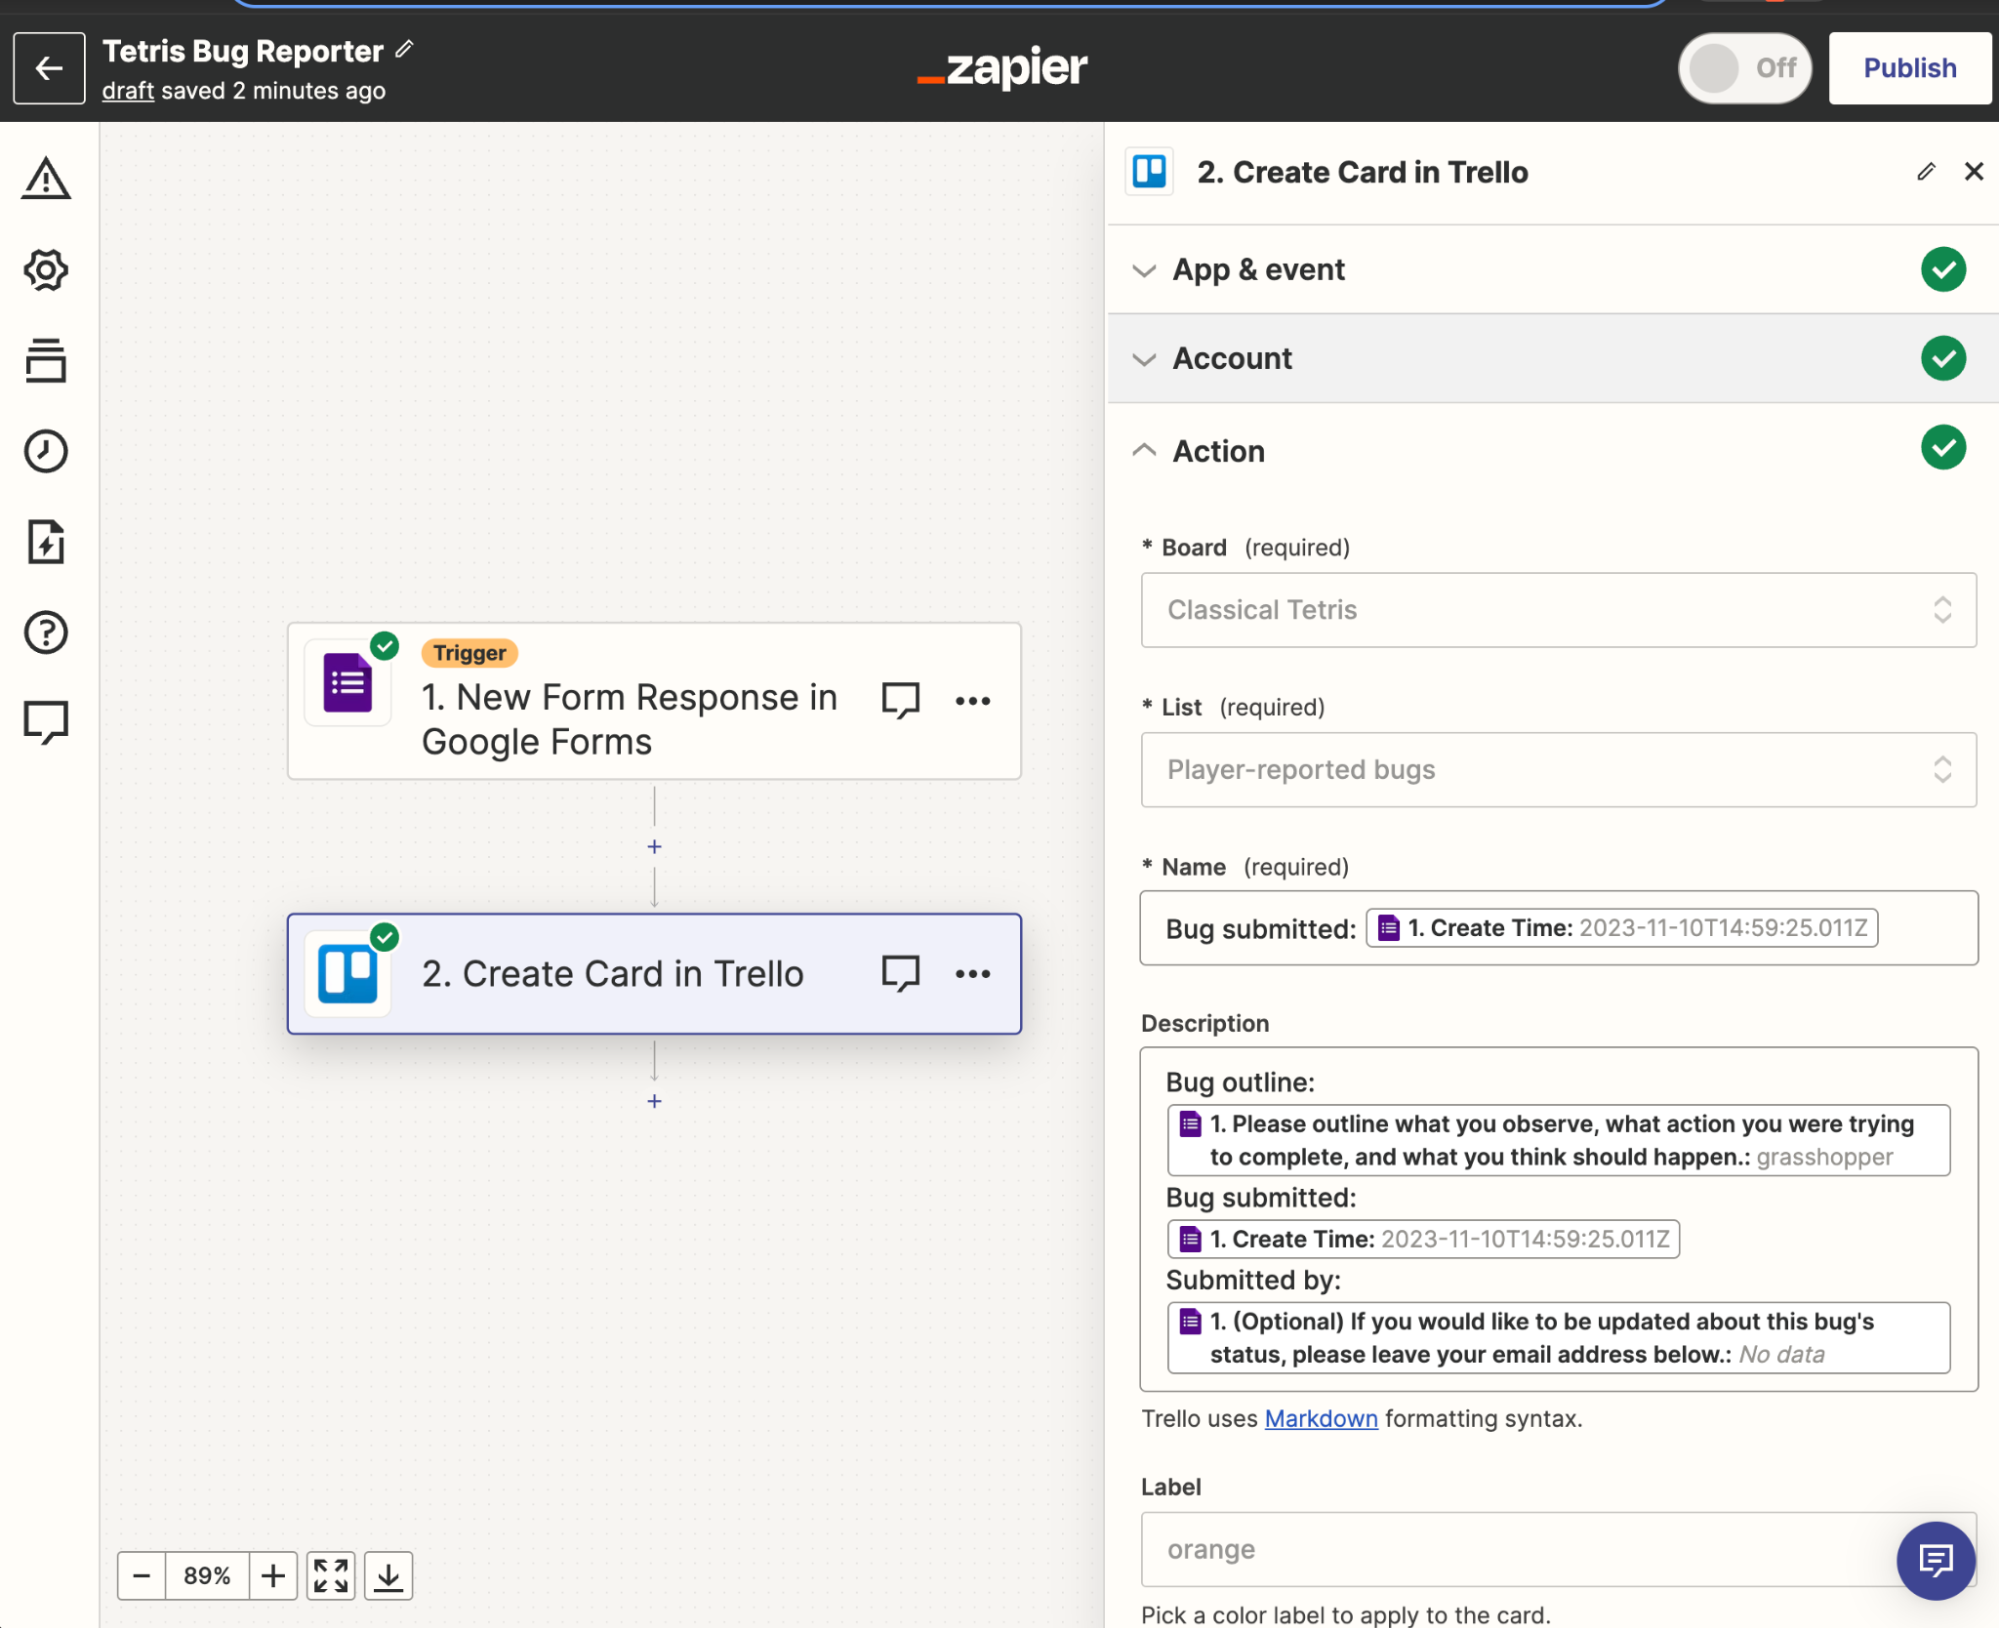 Tetris Bug Reporter
draft saved 2 minutes ago
zapier
Off
Publish
Trigger
1. New Form Response in
Google Forms
+
2. Create Card in Trello
+
89%
2. Create Card in Trello
App & event
Account
Action
* Board (required)
Classical Tetris
* List (required)
Player-reported bugs
* Name (required)
Bug submitted: 1. Create Time: 2023-11-10T14:59:25.011Z
Description
Bug outline:
1. Please outline what you observe, what action you were trying
to complete, and what you think should happen.: grasshopper
Bug submitted:
1. Create Time: 2023-11-10T14:59:25.011Z
Submitted by:
1. (Optional) If you would like to be updated about this bug's
status, please leave your email address below.: No data
Trello uses Markdown formatting syntax.
Label
orange
Pick a color label to apply to the card.